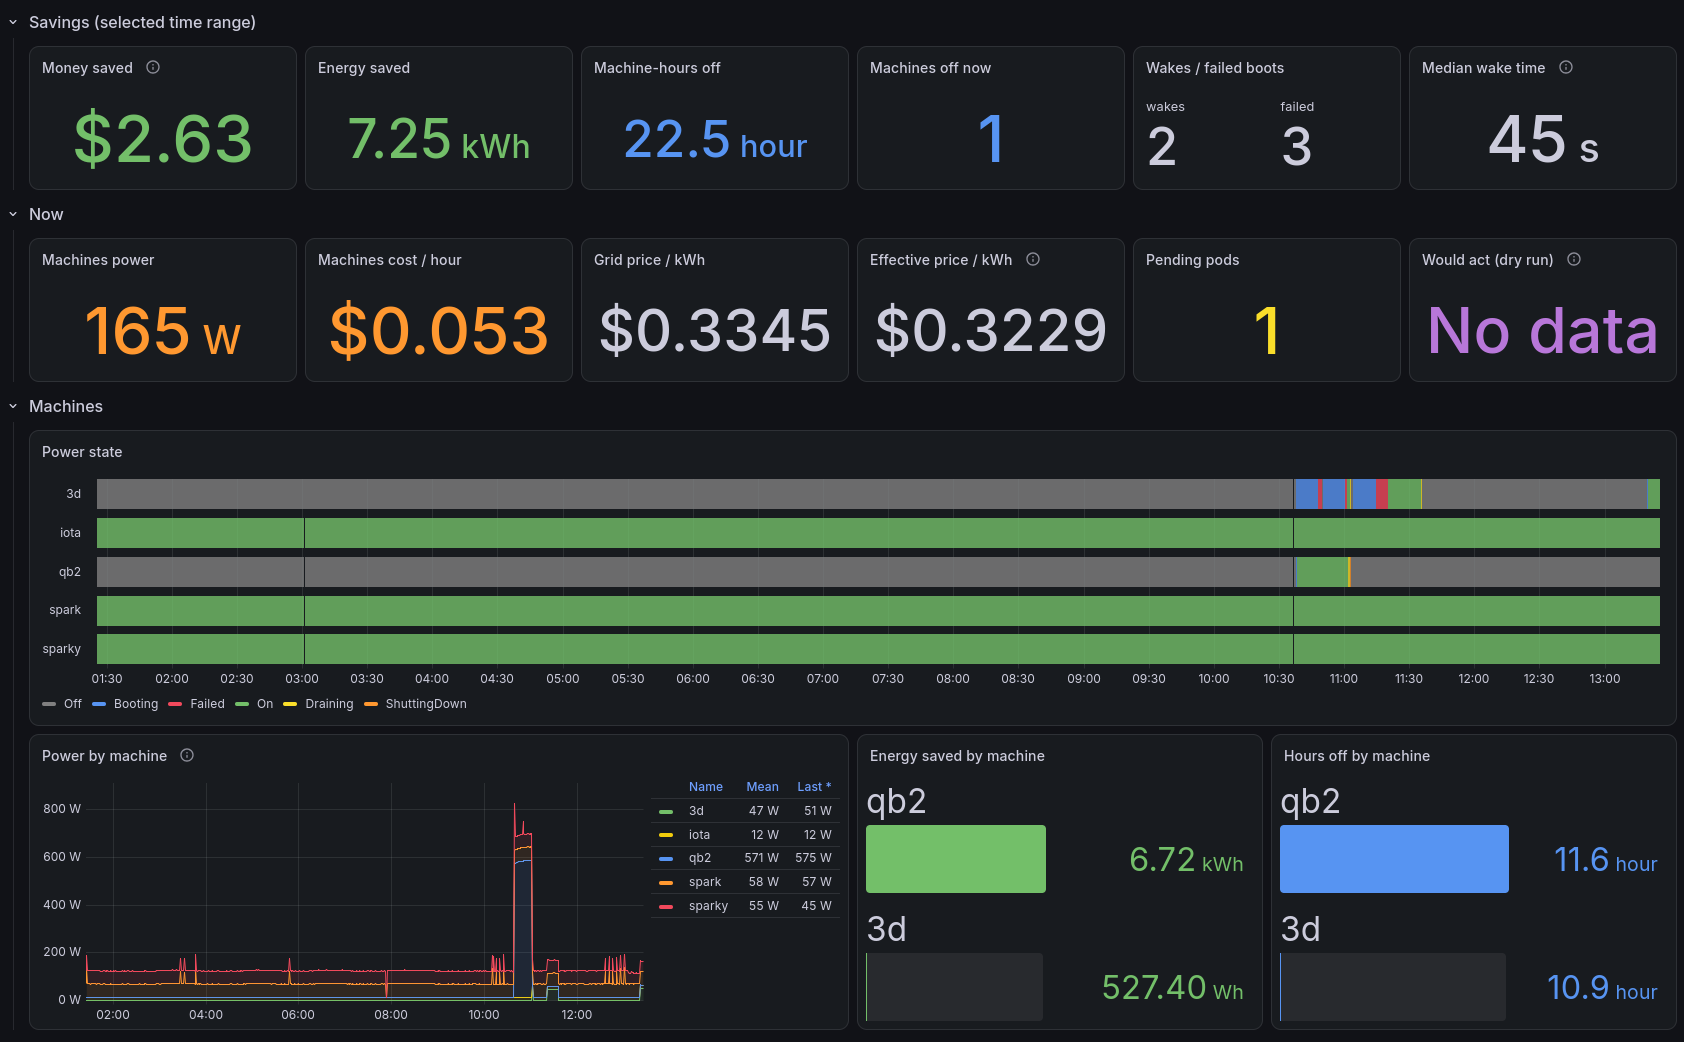 Savings (selected time range)
Money saved
$2.63
Energy saved
7.25 kWh
Machine-hours off
22.5 hour
Machines off now
1
Wakes / failed boots
wakes
2
failed
3
Median wake time
45 s
Now
Machines power
165 W
Machines cost / hour
$0.053
Grid price / kWh
$0.3345
Effective price / kWh
$0.3229
Pending pods
1
Would act (dry run)
No data
Machines
Power state
3d
iota
qb2
spark
sparky
01:30 02:00 02:30 03:00 03:30 04:00 04:30 05:00 05:30 06:00 06:30 07:00 07:30 08:00 08:30 09:00 09:30 10:00 10:30 11:00 11:30 12:00 12:30 13:00
Off Booting Failed On Draining ShuttingDown
Power by machine
800 W
600 W
400 W
200 W
0 W
02:00 04:00 06:00 08:00 10:00 12:00
Name Mean Last *
3d 47 W 51 W
iota 12 W 12 W
qb2 571 W 575 W
spark 58 W 57 W
sparky 55 W 45 W
Energy saved by machine
qb2
6.72 kWh
3d
527.40 Wh
Hours off by machine
qb2
11.6 hour
3d
10.9 hour